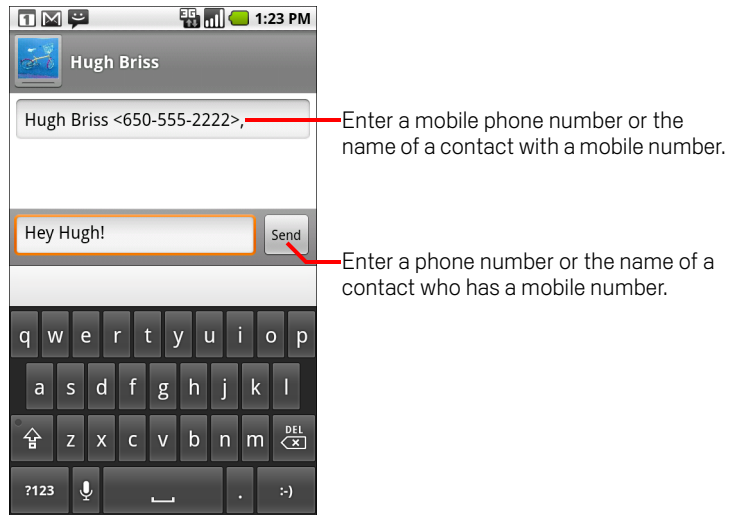 1 3G 1:23 PM
Hugh Briss
Hugh Briss <650-555-2222>,
Enter a mobile phone number or the
name of a contact with a mobile number.
Hey Hugh!
Send
Enter a phone number or the name of a
contact who has a mobile number.
q w e r t y u i o p
a s d f g h j k l
z x c v b n m DEL
?123 . :-)